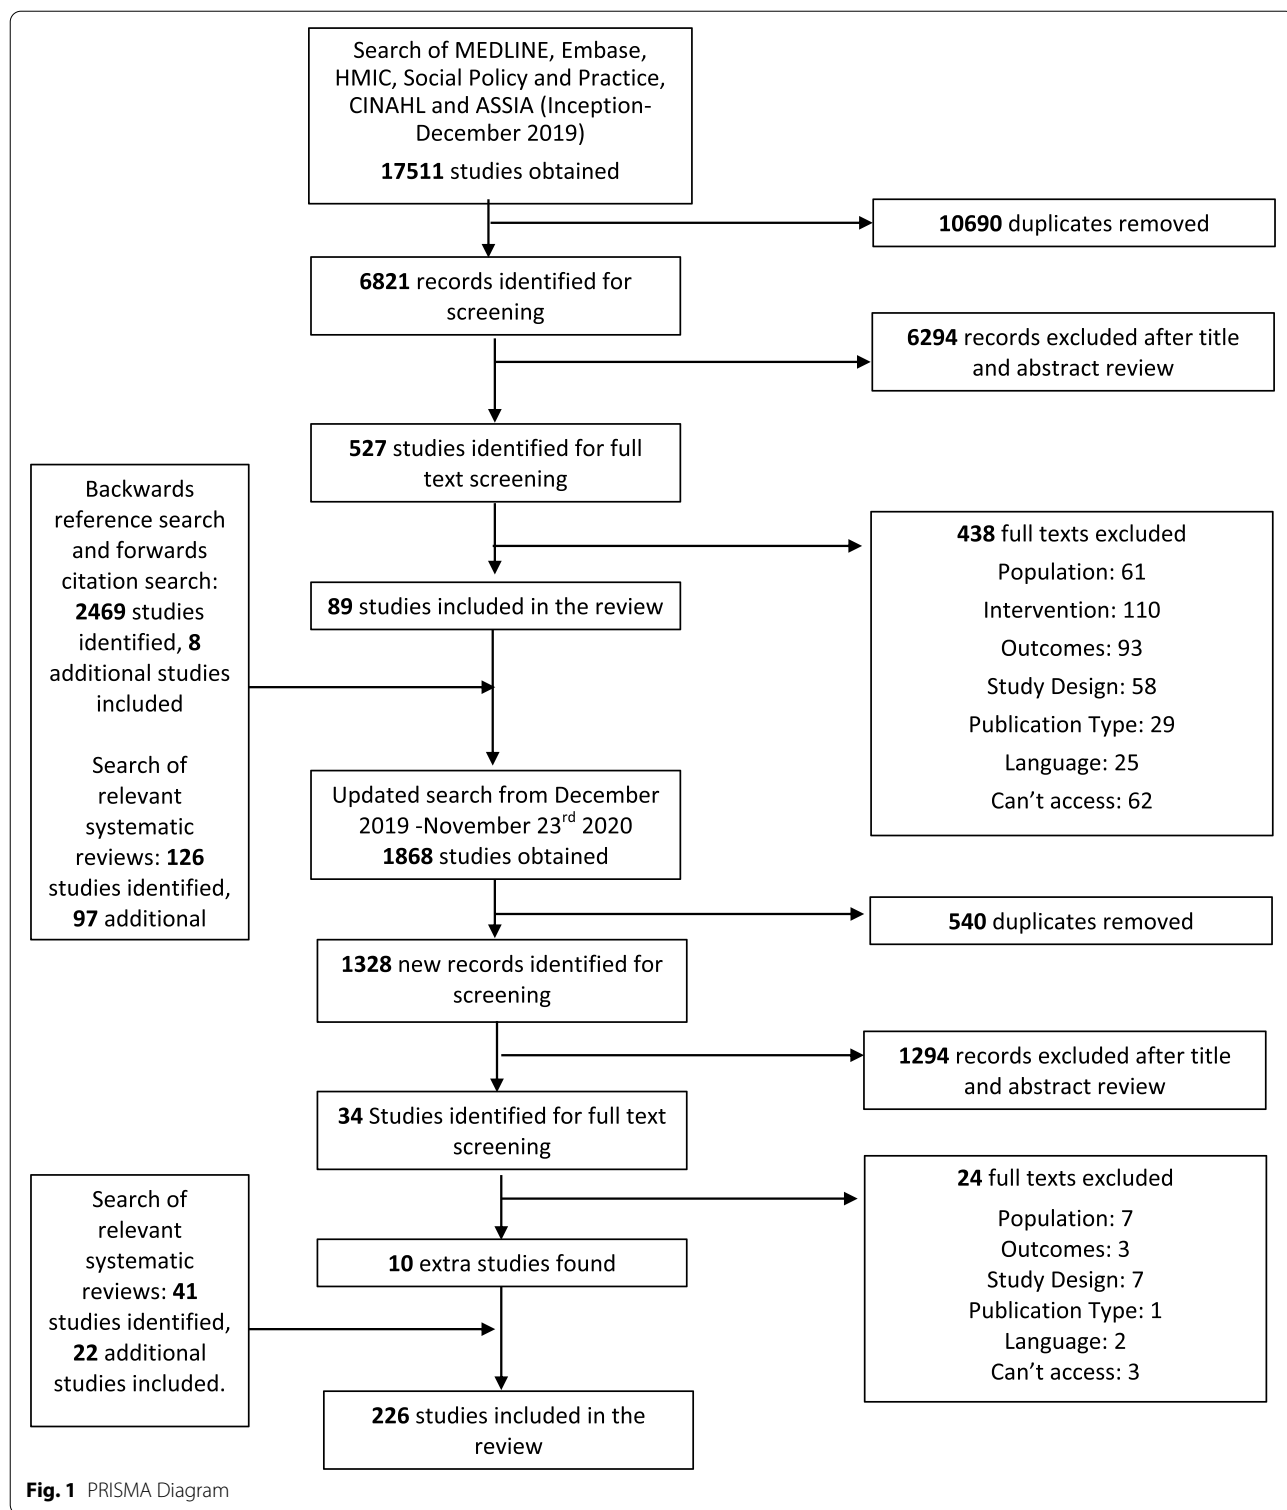 Search of MEDLINE, Embase,
HMIC, Social Policy and Practice,
CINAHL and ASSIA (Inception-
December 2019)
17511 studies obtained
10690 duplicates removed
6821 records identified for
screening
6294 records excluded after title
and abstract review
527 studies identified for full
text screening
Backwards
reference search
and forwards
citation search:
2469 studies
identified, 8
additional studies
included
Search of
relevant
systematic
reviews: 126
studies identified,
97 additional
438 full texts excluded
Population: 61
Intervention: 110
Outcomes: 93
Study Design: 58
Publication Type: 29
Language: 25
Can't access: 62
89 studies included in the review
Updated search from December
2019 -November 23rd 2020
1868 studies obtained
540 duplicates removed
1328 new records identified for
screening
1294 records excluded after title
and abstract review
34 Studies identified for full text
screening
24 full texts excluded
Population: 7
Outcomes: 3
Study Design: 7
Publication Type: 1
Language: 2
Can't access: 3
Search of
relevant
systematic
reviews: 41
studies identified,
22 additional
studies included.
10 extra studies found
226 studies included in the
review
Fig. 1 PRISMA Diagram